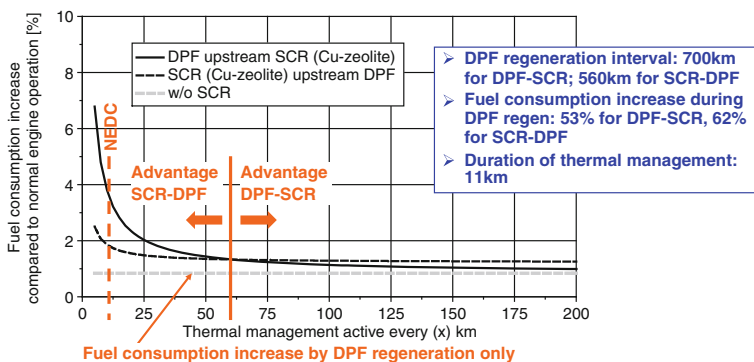 Fuel consumption increase
compared to normal engine operation [%]
10
8
6
4
2
0
DPF upstream SCR (Cu-zeolite)
SCR (Cu-zeolite) upstream DPF
w/o SCR
NEDC
Advantage
SCR-DPF
Advantage
DPF-SCR
➢ DPF regeneration interval: 700km
for DPF-SCR; 560km for SCR-DPF
➢ Fuel consumption increase during
DPF regen: 53% for DPF-SCR, 62%
for SCR-DPF
➢ Duration of thermal management:
11km
0 25 50 75 100 125 150 175 200
Thermal management active every (x) km
Fuel consumption increase by DPF regeneration only